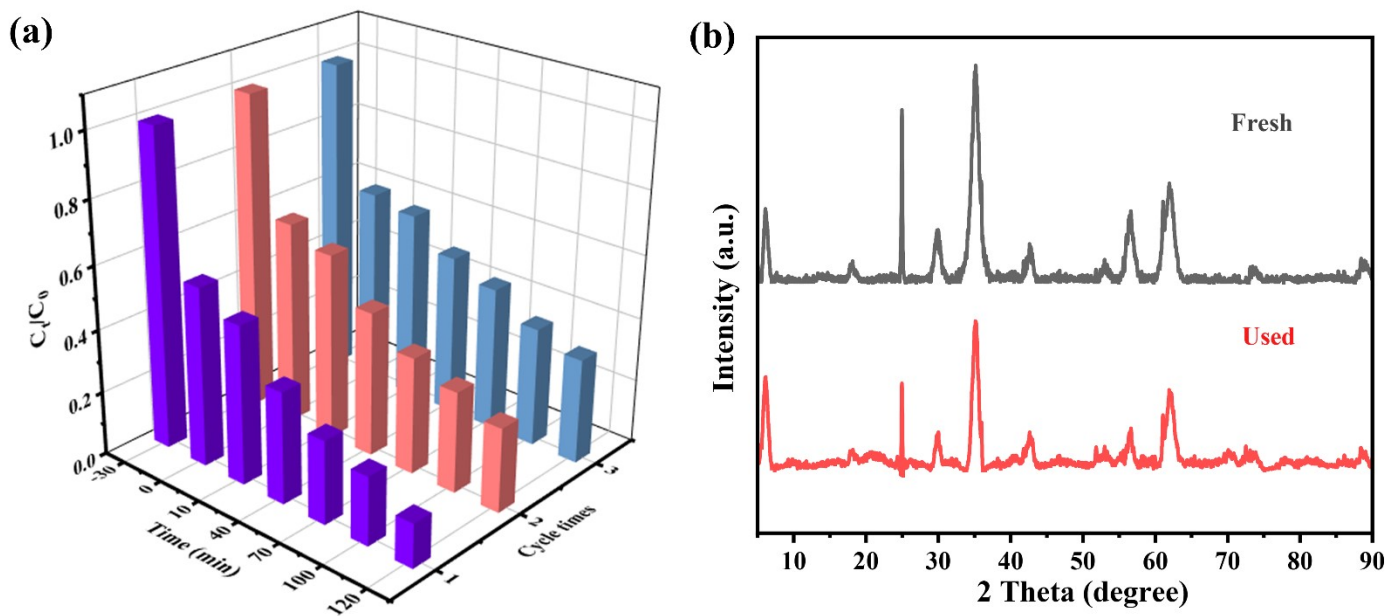 (a)
1.0
0.8
0.6
0.4
0.2
0.0
Cₜ/C₀
-30
0
10
40
70
100
120
Time (min)
1
2
3
Cycle times
(b)
Fresh
Used
Intensity (a.u.)
10 20 30 40 50 60 70 80 90
2 Theta (degree)